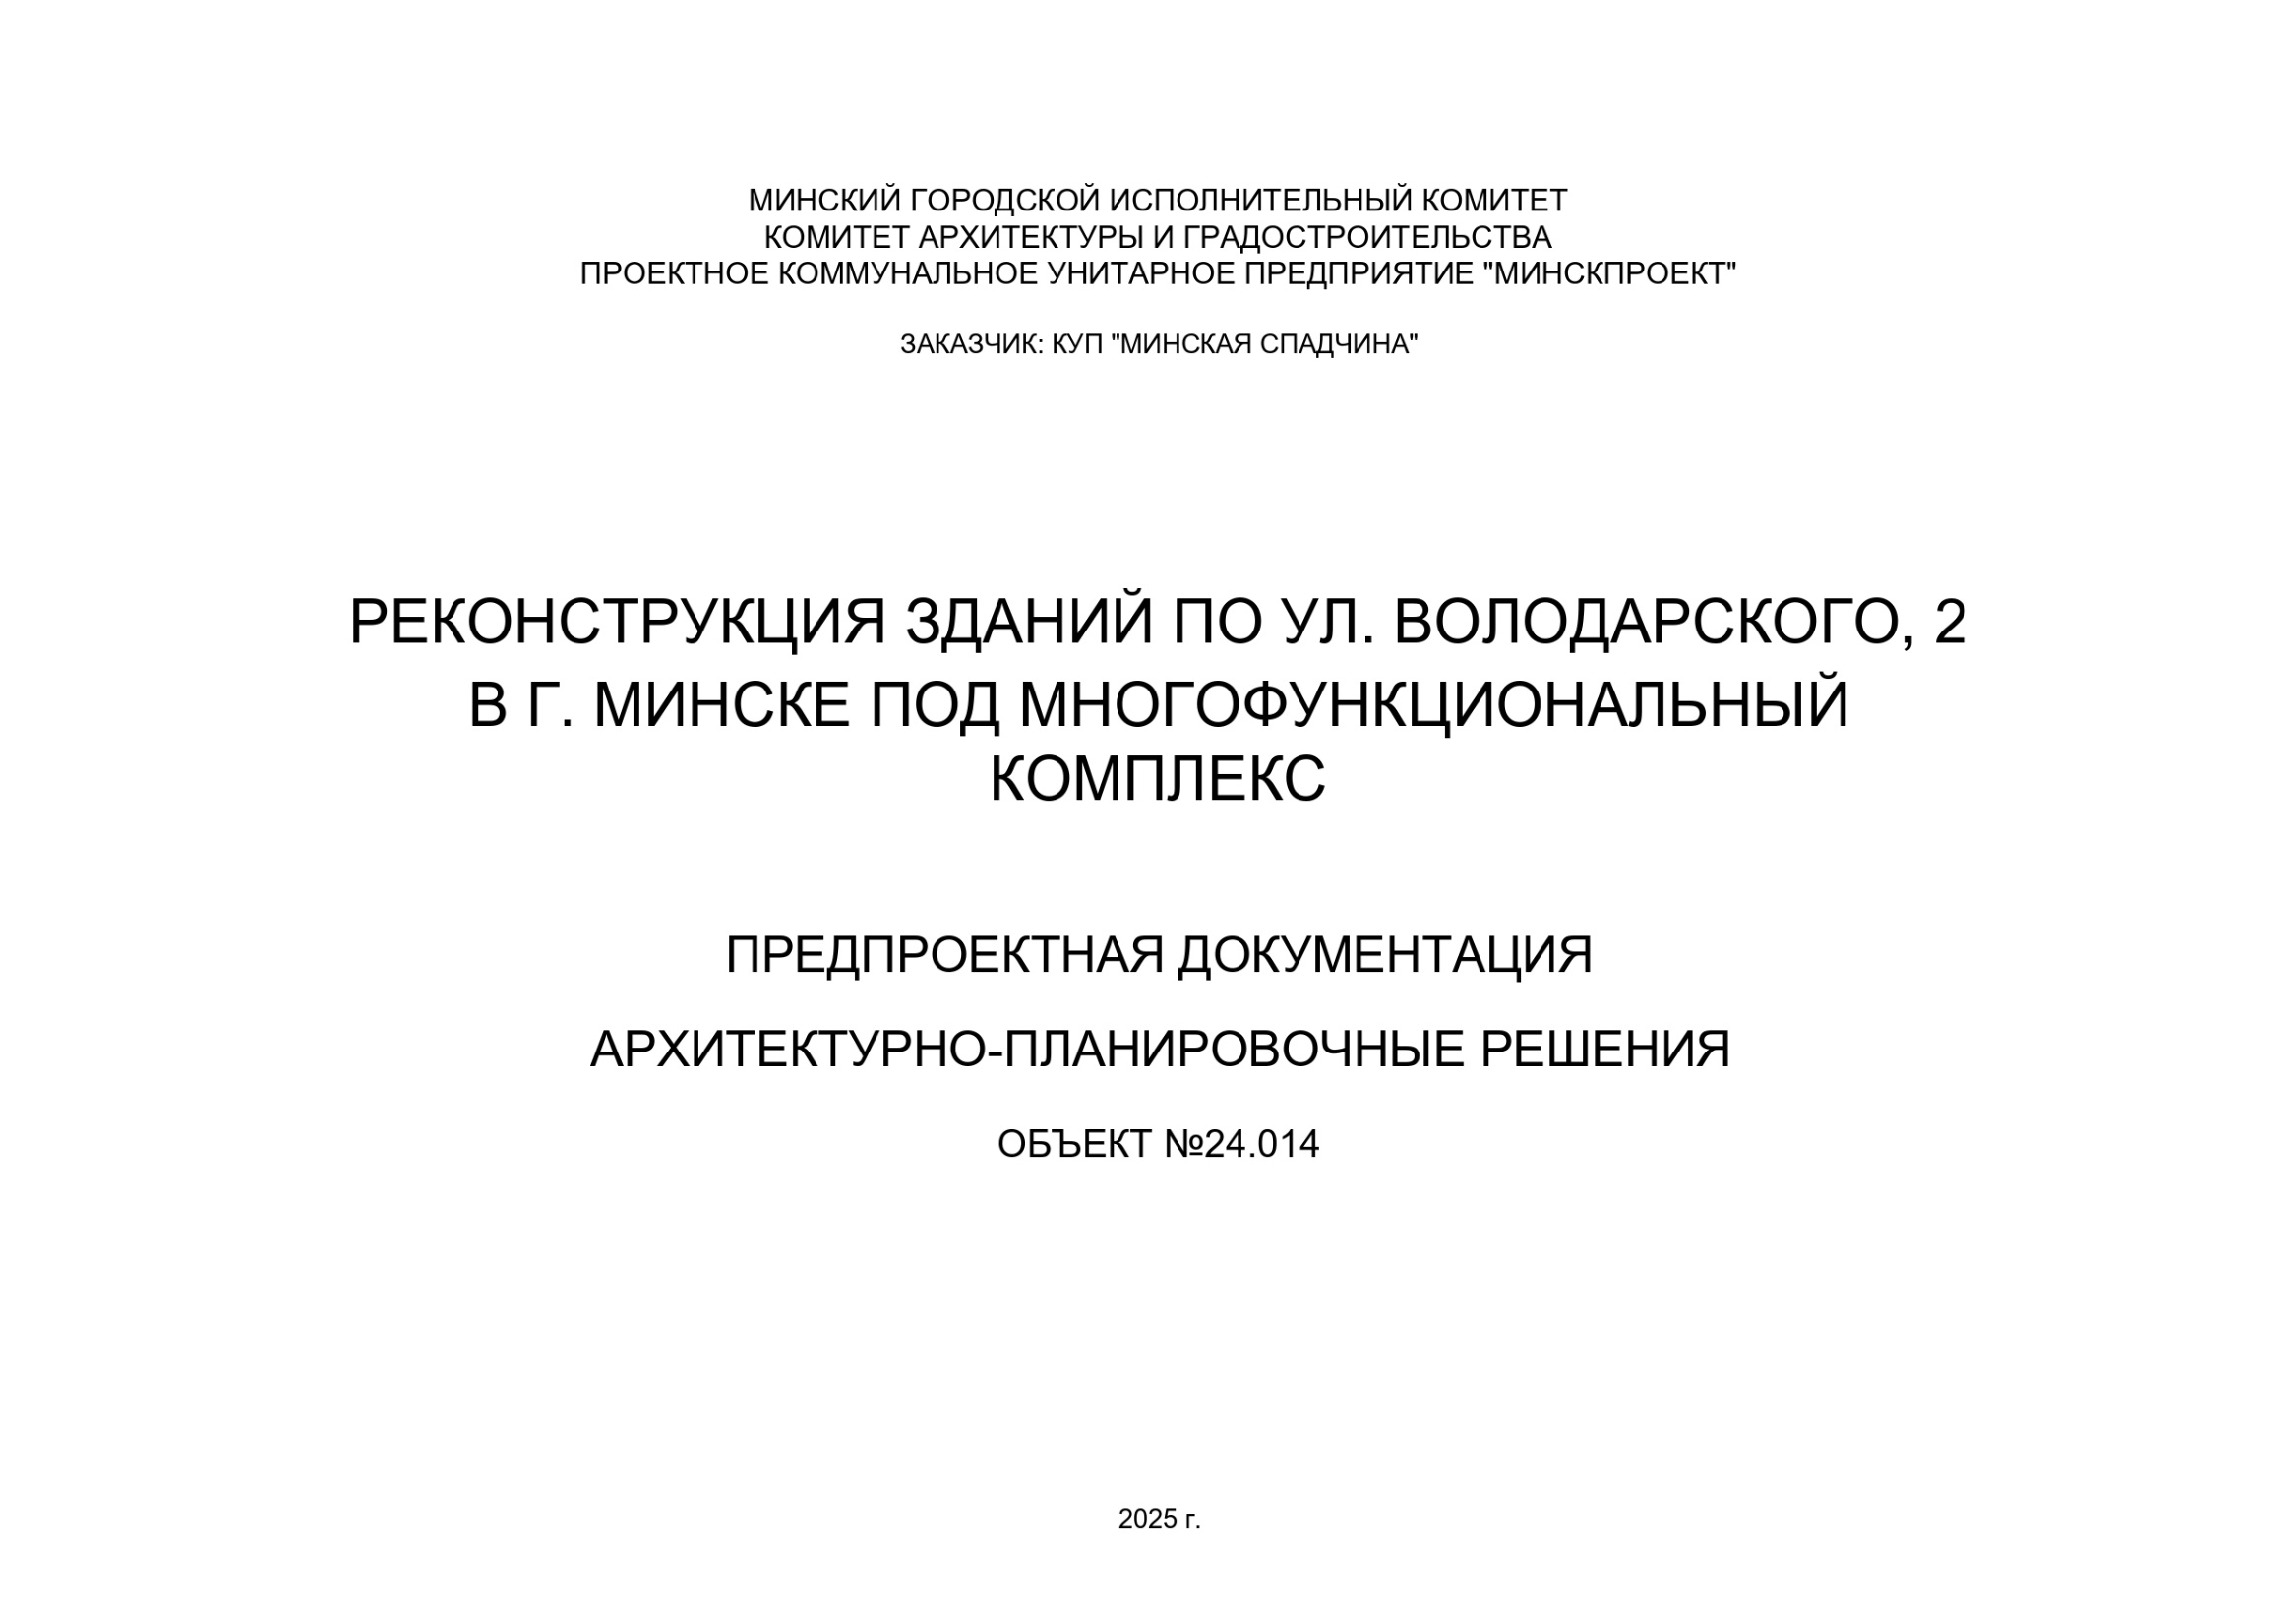 МИНСКИЙ ГОРОДСКОЙ ИСПОЛНИТЕЛЬНЫЙ КОМИТЕТ
КОМИТЕТ АРХИТЕКТУРЫ И ГРАДОСТРОИТЕЛЬСТВА
ПРОЕКТНОЕ КОММУНАЛЬНОЕ УНИТАРНОЕ ПРЕДПРИЯТИЕ "МИНСКПРОЕКТ"
ЗАКАЗЧИК: КУП "МИНСКАЯ СПАДЧИНА"
РЕКОНСТРУКЦИЯ ЗДАНИЙ ПО УЛ. ВОЛОДАРСКОГО, 2
В Г. МИНСКЕ ПОД МНОГОФУНКЦИОНАЛЬНЫЙ
КОМПЛЕКС
ПРЕДПРОЕКТНАЯ ДОКУМЕНТАЦИЯ
АРХИТЕКТУРНО-ПЛАНИРОВОЧНЫЕ РЕШЕНИЯ
ОБЪЕКТ №24.014
2025 г.